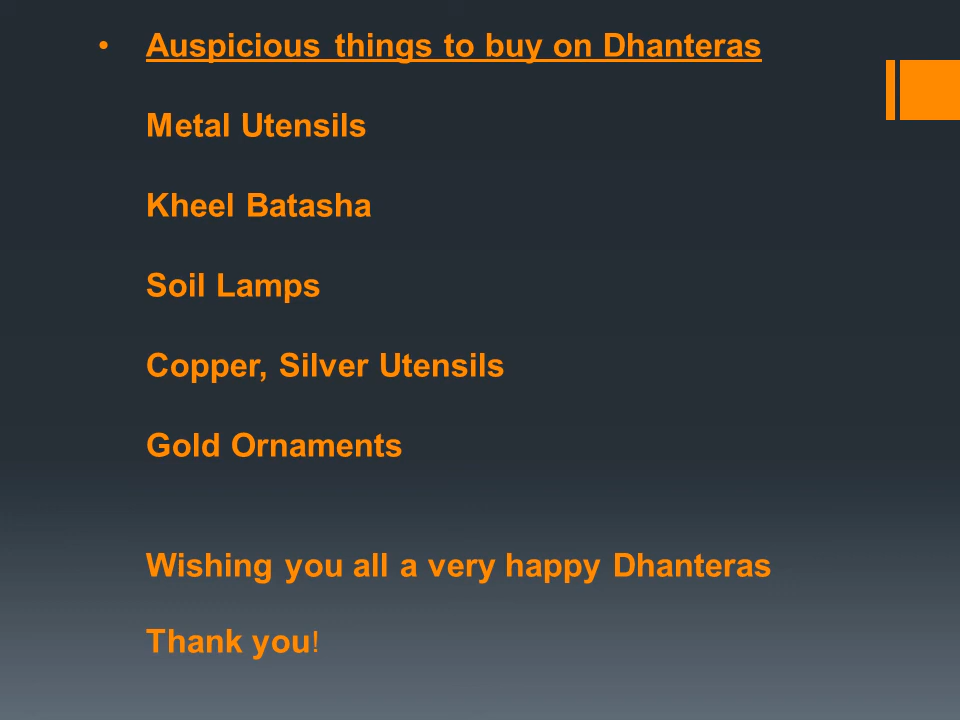 • Auspicious things to buy on Dhanteras
Metal Utensils
Kheel Batasha
Soil Lamps
Copper, Silver Utensils
Gold Ornaments
Wishing you all a very happy Dhanteras
Thank you!